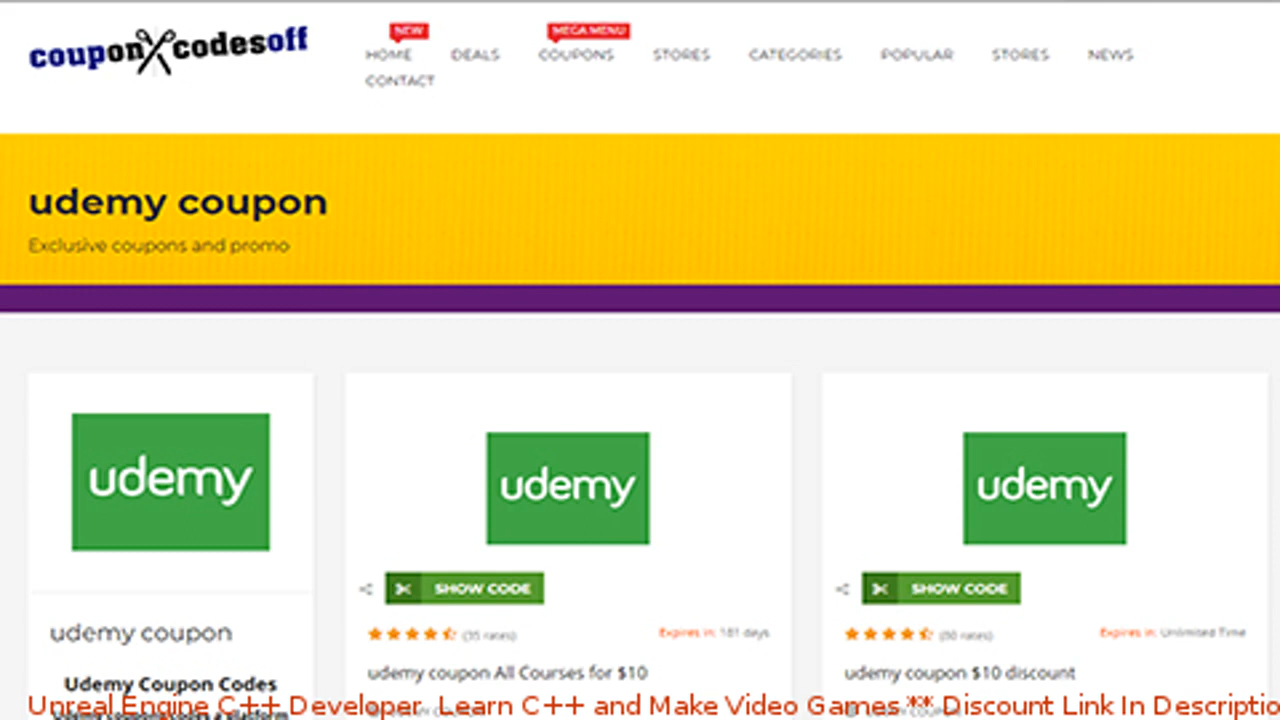 couponcodesoff
NEW
MEGA MENU
HOME DEALS COUPONS STORES CATEGORIES POPULAR STORES NEWS
CONTACT
udemy coupon
Exclusive coupons and promo
udemy
udemy
udemy
SHOW CODE
SHOW CODE
(35 rates)
Expires in: 181 days
Expires in: Unlimited Time
udemy coupon
udemy coupon All Courses for $10
udemy coupon $10 discount
Udemy Coupon Codes
Unreal Engine C++ Developer: Learn C++ and Make Video Games ** Discount Link In Descriptio